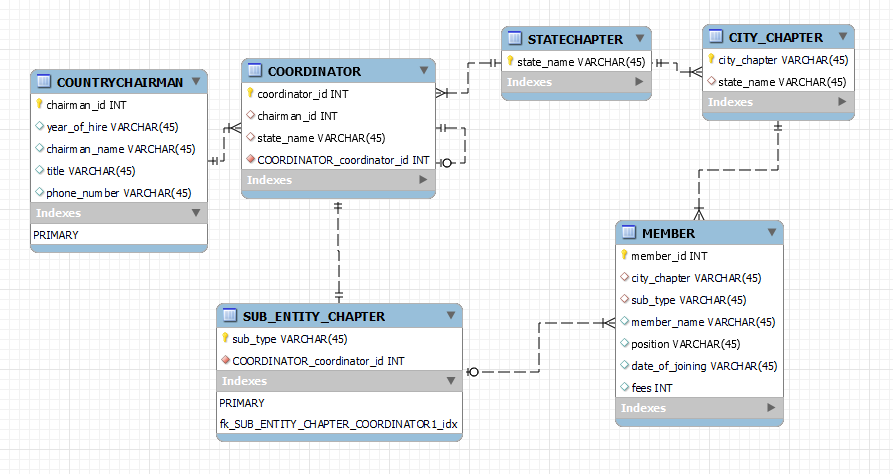 COUNTRYCHAIRMAN
chairman_id INT
year_of_hire VARCHAR(45)
chairman_name VARCHAR(45)
title VARCHAR(45)
phone_number VARCHAR(45)
Indexes
PRIMARY
COORDINATOR
coordinator_id INT
chairman_id INT
state_name VARCHAR(45)
COORDINATOR_coordinator_id INT
Indexes
STATECHAPTER
state_name VARCHAR(45)
Indexes
CITY_CHAPTER
city_chapter VARCHAR(45)
state_name VARCHAR(45)
Indexes
SUB_ENTITY_CHAPTER
sub_type VARCHAR(45)
COORDINATOR_coordinator_id INT
Indexes
PRIMARY
fk_SUB_ENTITY_CHAPTER_COORDINATOR1_idx
MEMBER
member_id INT
city_chapter VARCHAR(45)
sub_type VARCHAR(45)
member_name VARCHAR(45)
position VARCHAR(45)
date_of_joining VARCHAR(45)
fees INT
Indexes